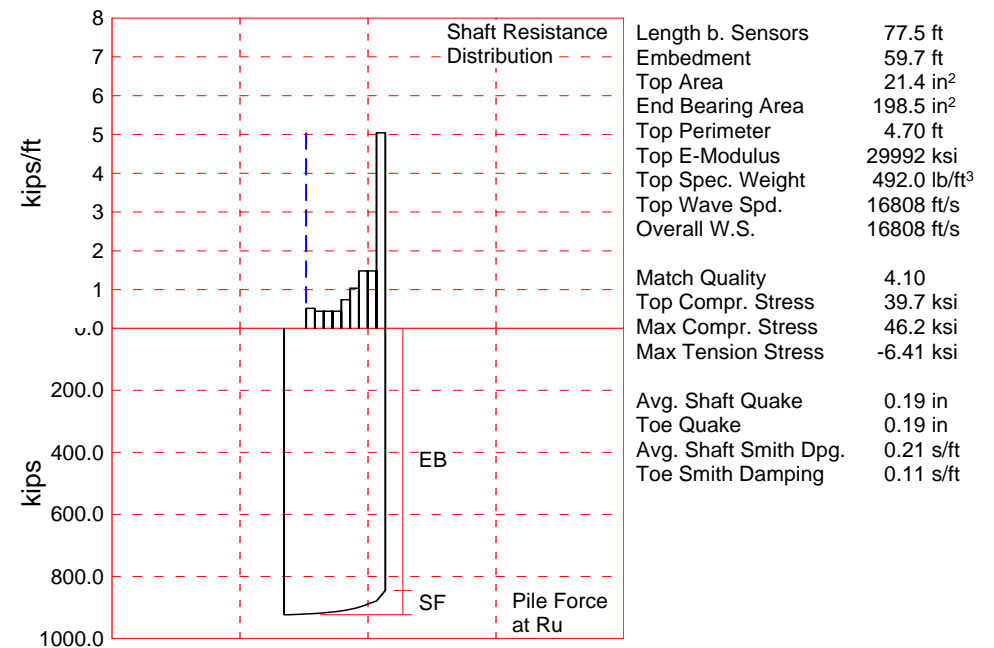 8
7
6
5
4
3
2
1
kips/ft
Shaft Resistance
Distribution
200.0
400.0
600.0
800.0
1000.0
kips
EB
SF
Pile Force
at Ru
Length b. Sensors 77.5 ft
Embedment 59.7 ft
Top Area 21.4 in²
End Bearing Area 198.5 in²
Top Perimeter 4.70 ft
Top E-Modulus 29992 ksi
Top Spec. Weight 492.0 lb/ft³
Top Wave Spd. 16808 ft/s
Overall W.S. 16808 ft/s
Match Quality 4.10
Top Compr. Stress 39.7 ksi
Max Compr. Stress 46.2 ksi
Max Tension Stress -6.41 ksi
Avg. Shaft Quake 0.19 in
Toe Quake 0.19 in
Avg. Shaft Smith Dpg. 0.21 s/ft
Toe Smith Damping 0.11 s/ft